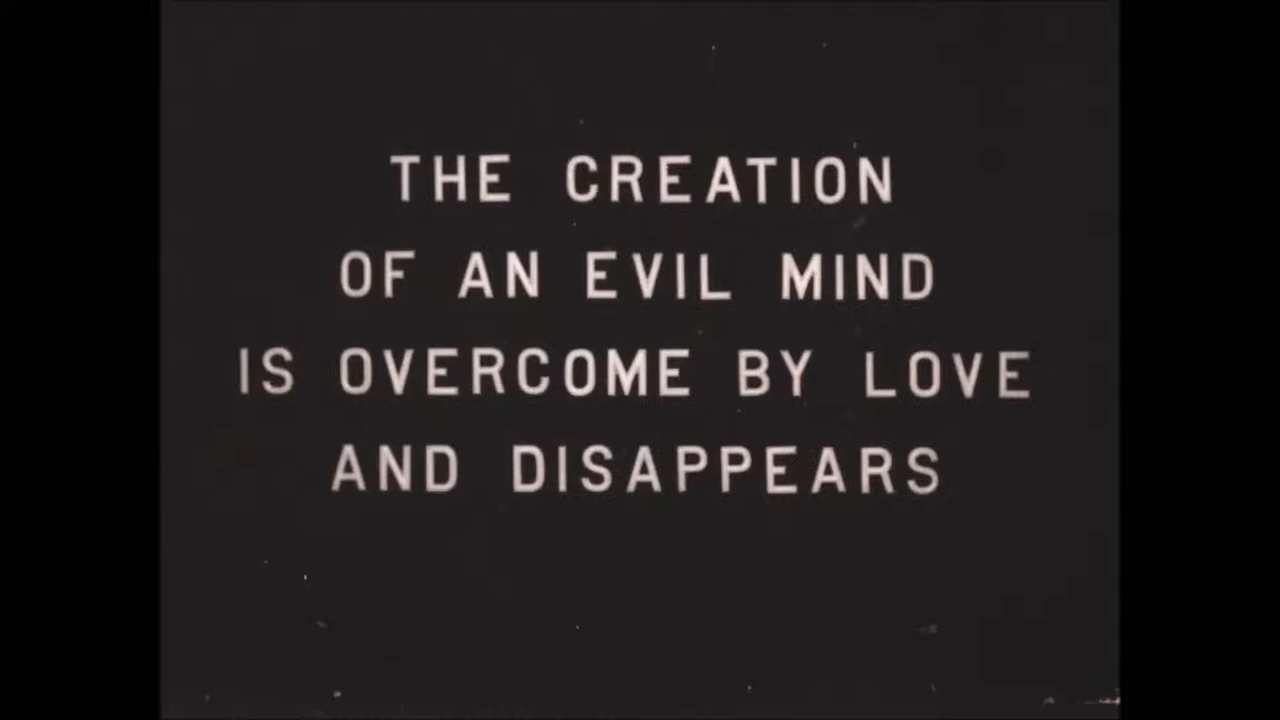 THE CREATION
OF AN EVIL MIND
IS OVERCOME BY LOVE
AND DISAPPEARS